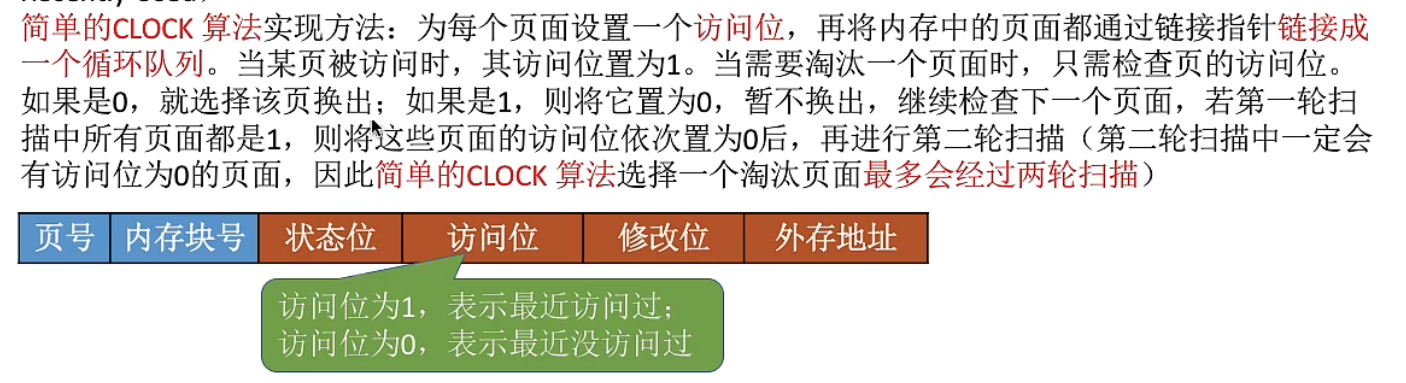 简单的CLOCK 算法实现方法：为每个页面设置一个访问位，再将内存中的页面都通过链接指针链接成
一个循环队列。当某页被访问时，其访问位置为1。当需要淘汰一个页面时，只需检查页的访问位。
如果是0，就选择该页换出；如果是1，则将它置为0，暂不换出，继续检查下一个页面，若第一轮扫
描中所有页面都是1，则将这些页面的访问位依次置为0后，再进行第二轮扫描（第二轮扫描中一定会
有访问位为0的页面，因此简单的CLOCK 算法选择一个淘汰页面最多会经过两轮扫描）
页号 内存块号 状态位 访问位 修改位 外存地址
访问位为1，表示最近访问过；
访问位为0，表示最近没访问过